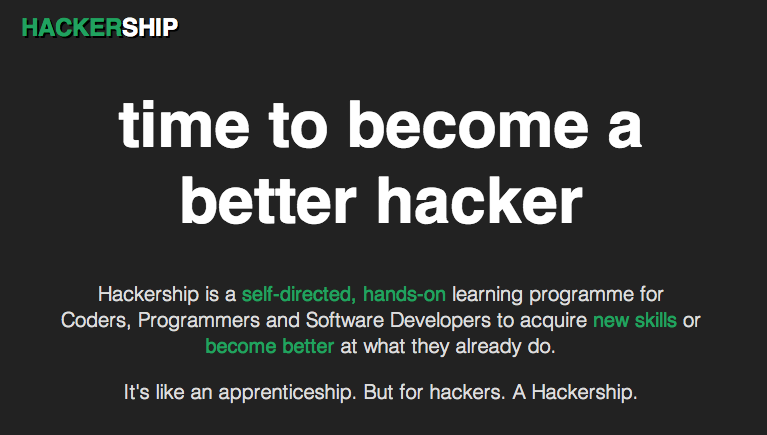 HACKERSHIP
time to become a
better hacker
Hackership is a self-directed, hands-on learning programme for
Coders, Programmers and Software Developers to acquire new skills or
become better at what they already do.
It's like an apprenticeship. But for hackers. A Hackership.